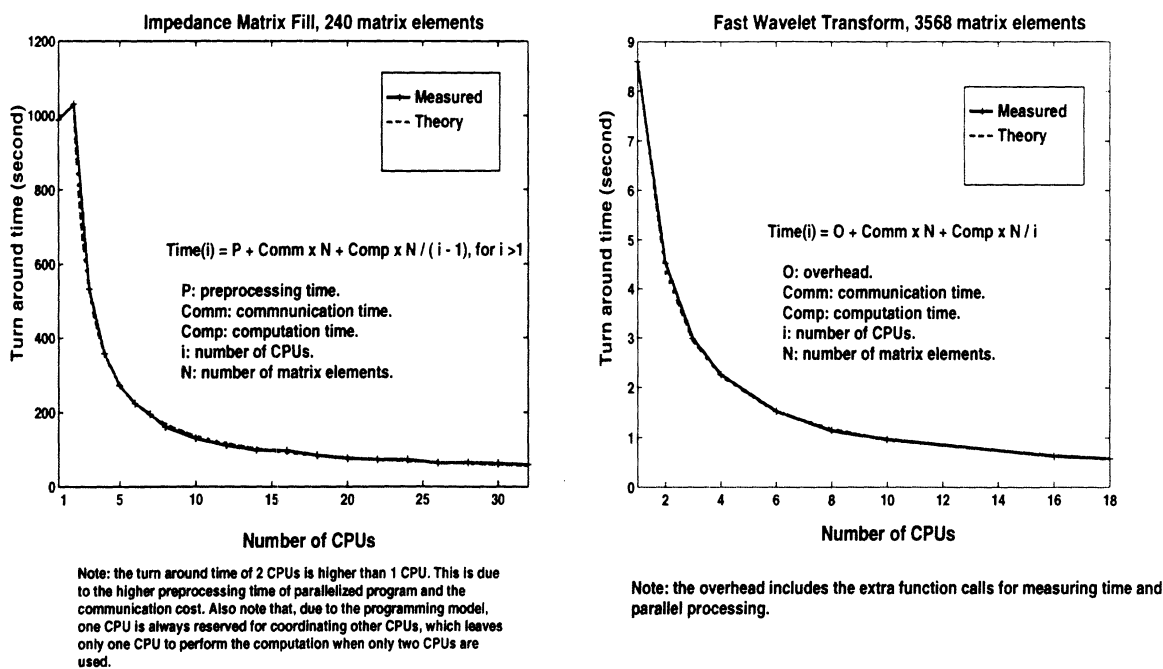 Impedance Matrix Fill, 240 matrix elements
1200
1000
800
600
400
200
0
1
5
10
15
20
25
30
Turn around time (second)
Number of CPUs
Measured
Theory
Time(i) = P + Comm x N + Comp x N / ( i - 1), for i >1
P: preprocessing time.
Comm: commnunication time.
Comp: computation time.
i: number of CPUs.
N: number of matrix elements.
Note: the turn around time of 2 CPUs is higher than 1 CPU. This is due
to the higher preprocessing time of parallelized program and the
communication cost. Also note that, due to the programming model,
one CPU is always reserved for coordinating other CPUs, which leaves
only one CPU to perform the computation when only two CPUs are
used.
Fast Wavelet Transform, 3568 matrix elements
9
8
7
6
5
4
3
2
1
0
2
4
6
8
10
12
14
16
18
Turn around time (second)
Number of CPUs
Measured
Theory
Time(i) = O + Comm x N + Comp x N / i
O: overhead.
Comm: communication time.
Comp: computation time.
i: number of CPUs.
N: number of matrix elements.
Note: the overhead includes the extra function calls for measuring time and
parallel processing.